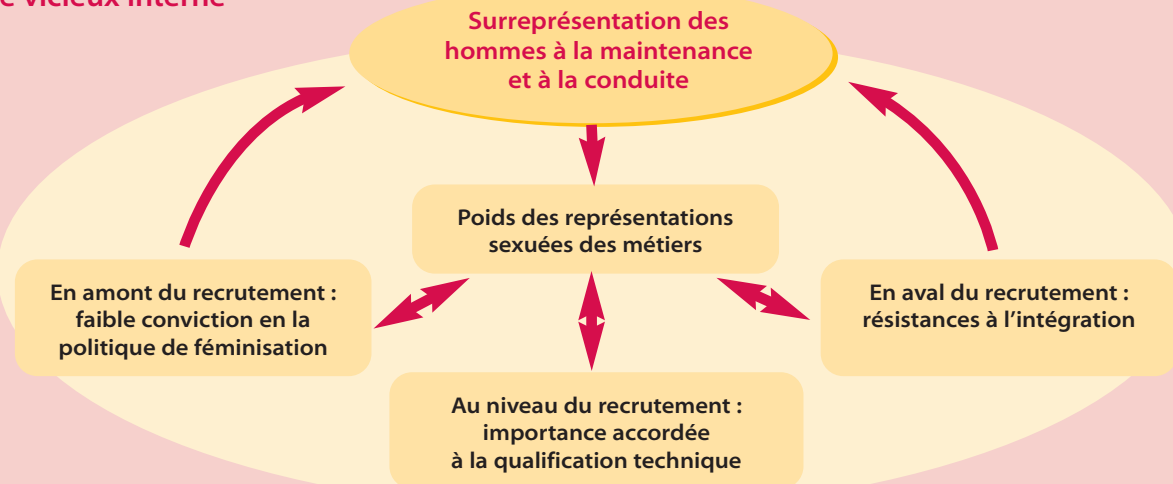 e vicieux interne
Surreprésentation des
hommes à la maintenance
et à la conduite
Poids des représentations
sexuées des métiers
En amont du recrutement :
faible conviction en la
politique de féminisation
En aval du recrutement :
résistances à l’intégration
Au niveau du recrutement :
importance accordée
à la qualification technique